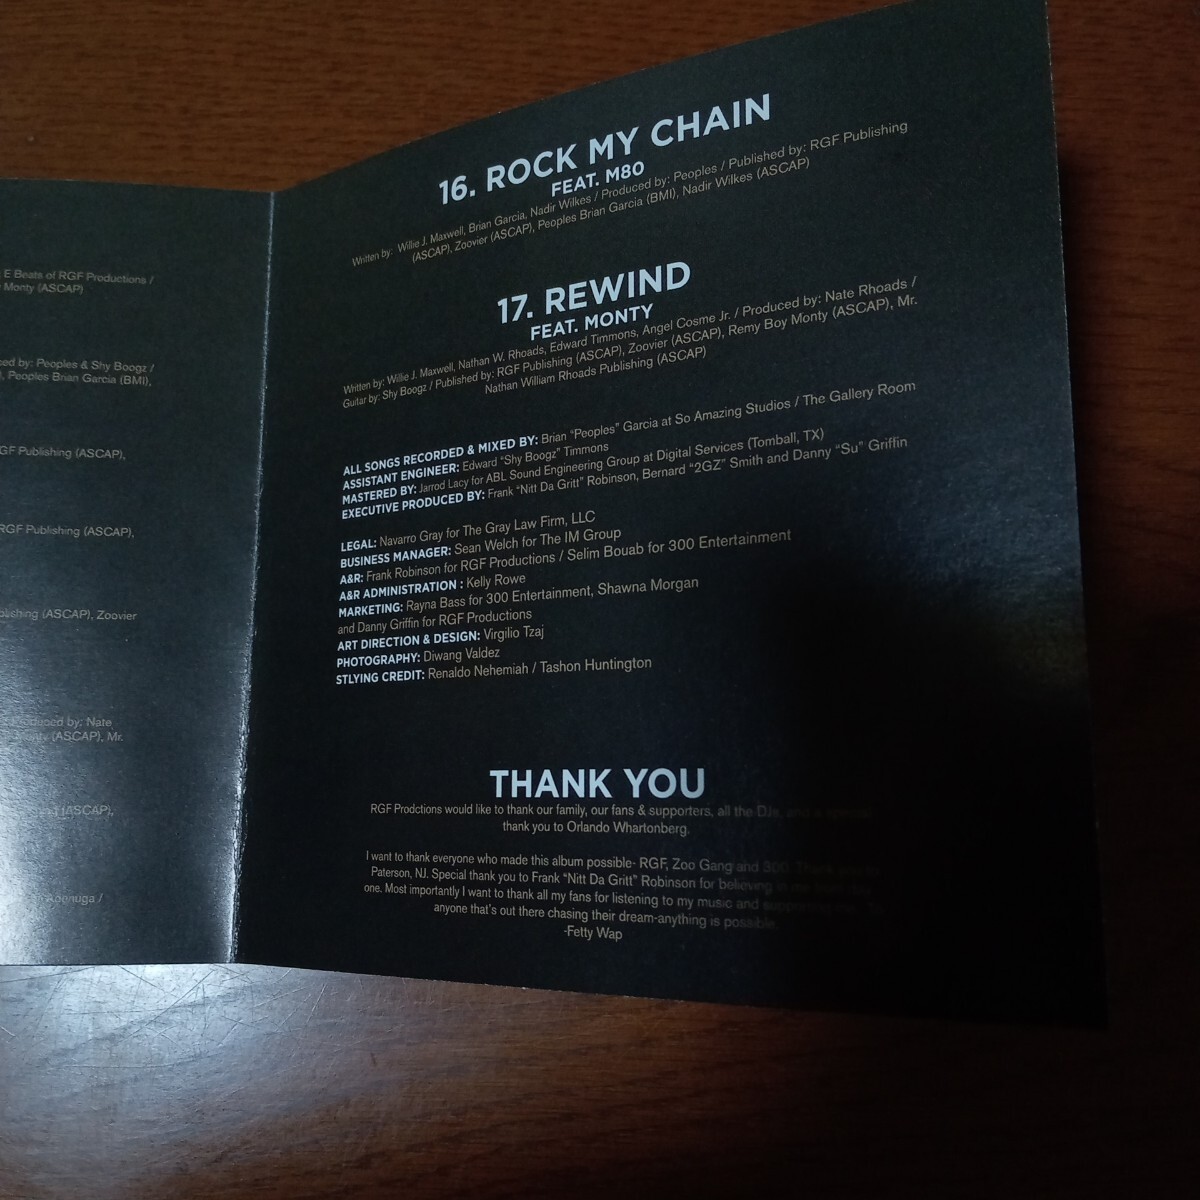 E Beats of RGF Productions /
Monty (ASCAP)
Peoples & Shy Boogz /
Peoples Brian Garcia (BMI),
Publishing (ASCAP),
RGF Publishing (ASCAP),
(ASCAP), Zoovier
by: Nate
(ASCAP), Mr.
(ASCAP),
16. ROCK MY CHAIN
FEAT. M80
Written by: Willie J. Maxwell, Brian Garcia, Nadir Wilkes / Produced by: Peoples / Published by: RGF Publishing
(ASCAP), Zoovier (ASCAP), Peoples Brian Garcia (BMI), Nadir Wilkes (ASCAP)
17. REWIND
FEAT. MONTY
Written by: Willie J. Maxwell, Nathan W. Rhoads, Edward Timmons, Angel Cosme Jr. / Produced by: Nate Rhoads /
Guitar by: Shy Boogz / Published by: RGF Publishing (ASCAP), Zoovier (ASCAP), Remy Boy Monty (ASCAP), Mr.
Nathan William Rhoads Publishing (ASCAP)
ALL SONGS RECORDED & MIXED BY: Brian "Peoples" Garcia at So Amazing Studios / The Gallery Room
ASSISTANT ENGINEER: Edward "Shy Boogz" Timmons
MASTERED BY: Jarrod Lacy for ABL Sound Engineering Group at Digital Services (Tomball, TX)
EXECUTIVE PRODUCED BY: Frank "Nitt Da Gritt" Robinson, Bernard "2GZ" Smith and Danny "Su" Griffin
LEGAL: Navarro Gray for The Gray Law Firm, LLC
BUSINESS MANAGER: Sean Welch for The IM Group
A&R: Frank Robinson for RGF Productions / Selim Bouab for 300 Entertainment
A&R ADMINISTRATION : Kelly Rowe
MARKETING: Rayna Bass for 300 Entertainment, Shawna Morgan
and Danny Griffin for RGF Productions
ART DIRECTION & DESIGN: Virgilio Tzaj
PHOTOGRAPHY: Diwang Valdez
STLYING CREDIT: Renaldo Nehemiah / Tashon Huntington
THANK YOU
RGF Prodctions would like to thank our family, our fans & supporters, all the DJs, and a special
thank you to Orlando Whartonberg.
I want to thank everyone who made this album possible- RGF, Zoo Gang and 300. Thank
Paterson, NJ. Special thank you to Frank "Nitt Da Gritt" Robinson for believing in
one. Most importantly I want to thank all my fans for listening to my music and supporting
anyone that's out there chasing their dream-anything is possible.
-Fetty Wap